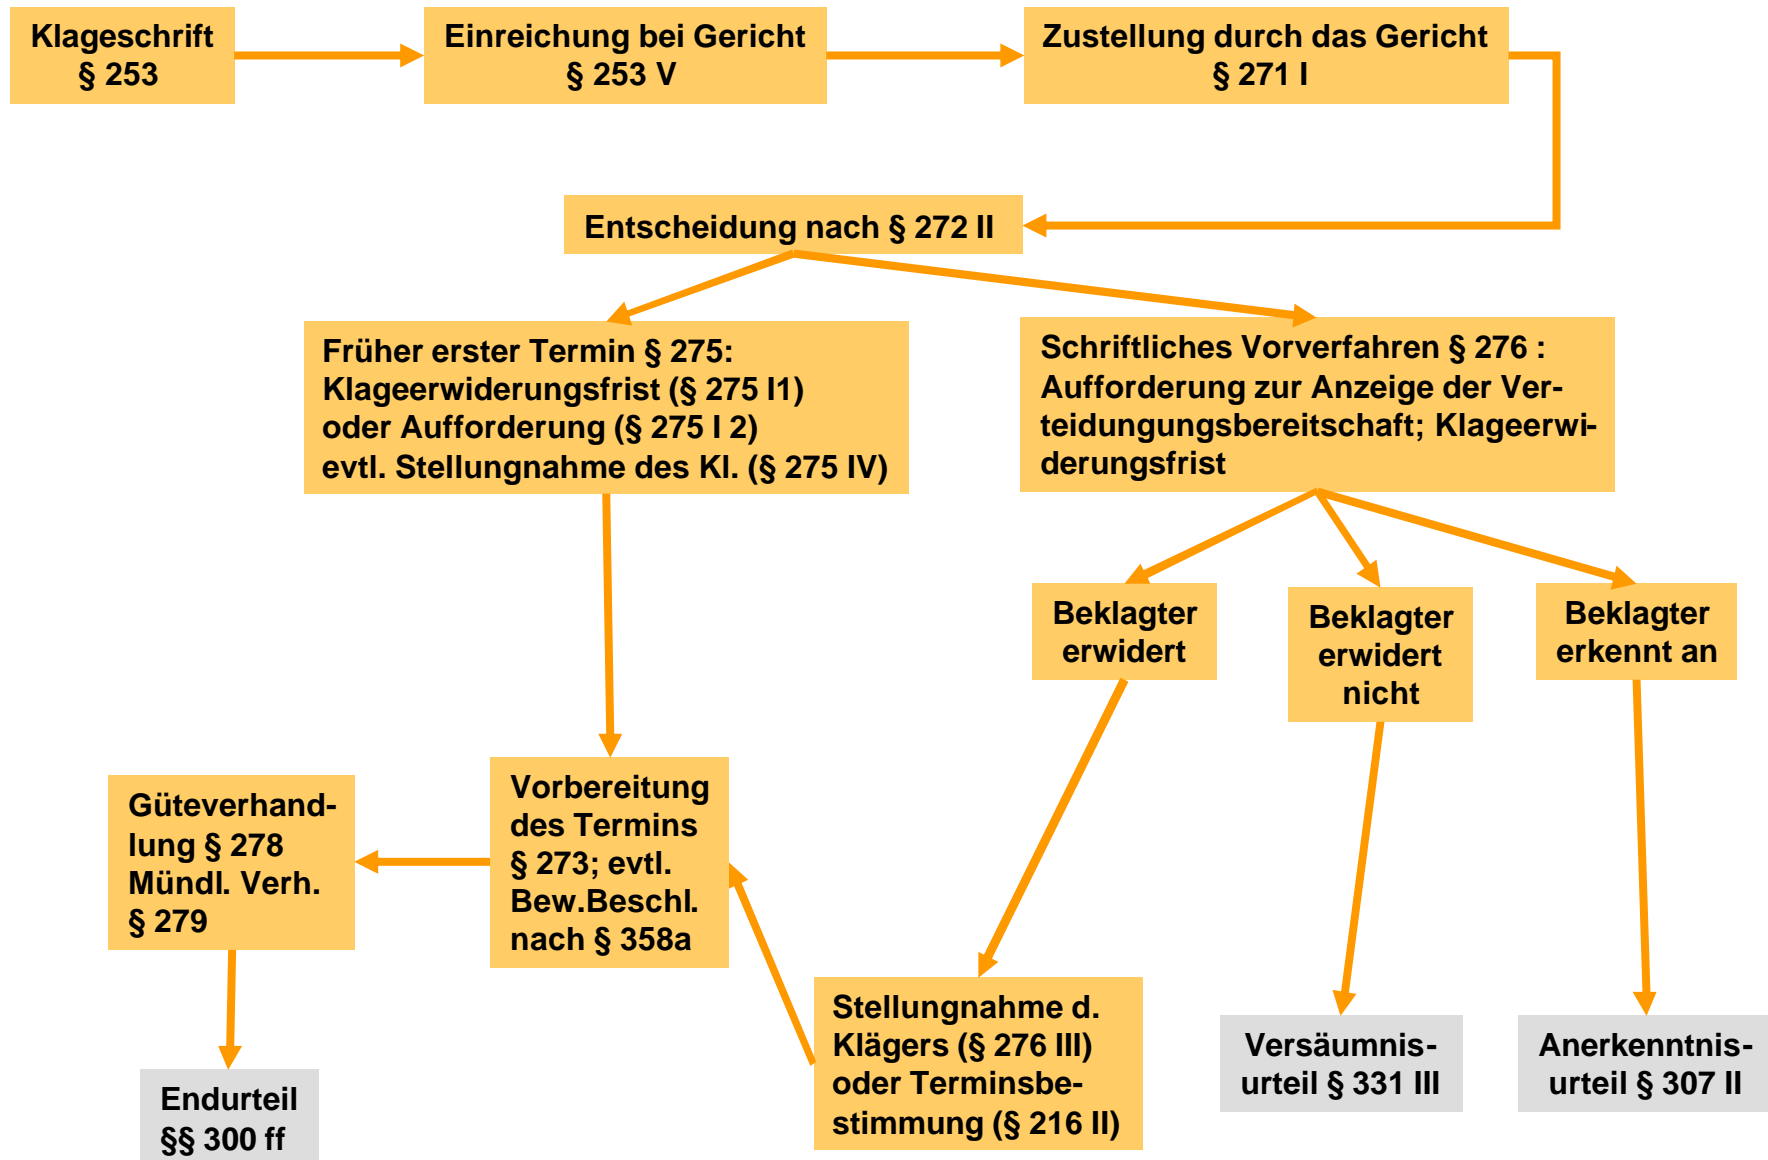 Klageschrift
§ 253
Einreichung bei Gericht
§ 253 V
Zustellung durch das Gericht
§ 271 I
Entscheidung nach § 272 II
Früher erster Termin § 275:
Klageerwiderungsfrist (§ 275 I1)
oder Aufforderung (§ 275 I 2)
evtl. Stellungnahme des Kl. (§ 275 IV)
Schriftliches Vorverfahren § 276 :
Aufforderung zur Anzeige der Ver-
teidungungsbereitschaft; Klageerwi-
derungsfrist
Beklagter
erwidert
Beklagter
erwidert
nicht
Beklagter
erkennt an
Güteverhand-
lung § 278
Mündl. Verh.
§ 279
Vorbereitung
des Termins
§ 273; evtl.
Bew.Beschl.
nach § 358a
Stellungnahme d.
Klägers (§ 276 III)
oder Terminsbe-
stimmung (§ 216 II)
Versäumnis-
urteil § 331 III
Anerkenntnis-
urteil § 307 II
Endurteil
§§ 300 ff